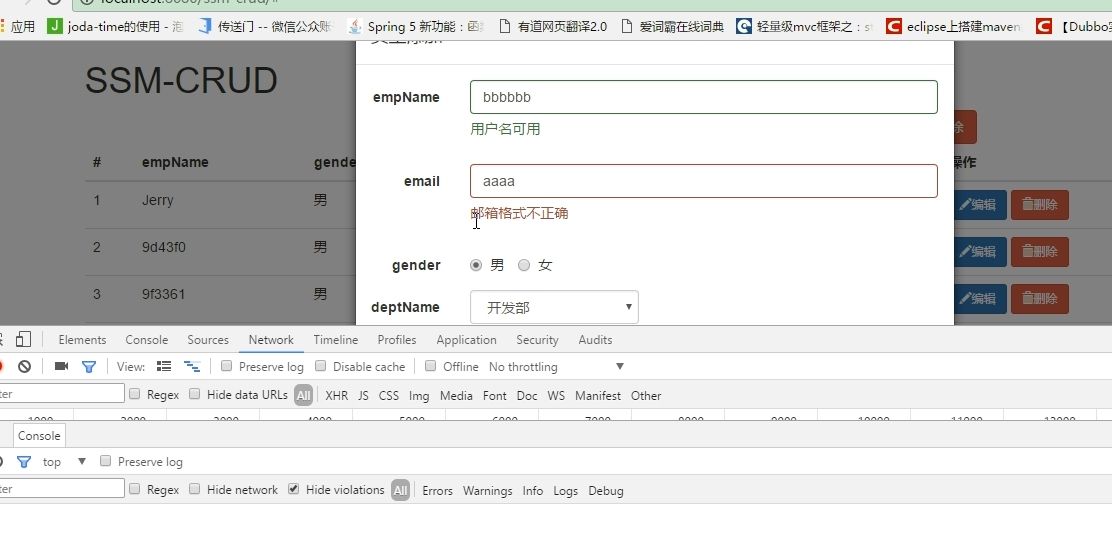 应用 joda-time的使用 - 泡 传送门 -- 微信公众账 Spring 5 新功能：函 有道网页翻译2.0 爱词霸在线词典 轻量级mvc框架之：st eclipse上搭建maven 【Dubbo实
SSM-CRUD
empName bbbbbb
用户名可用
# empName gende 操作
email aaaa
1 Jerry 男 编辑 删除
邮箱格式不正确
2 9d43f0 男 编辑 删除
gender 男 女
3 9f3361 男 编辑 删除
deptName 开发部
Elements Console Sources Network Timeline Profiles Application Security Audits
View: Preserve log Disable cache Offline No throttling
Regex Hide data URLs All XHR JS CSS Img Media Font Doc WS Manifest Other
Console
top Preserve log
Regex Hide network Hide violations All Errors Warnings Info Logs Debug